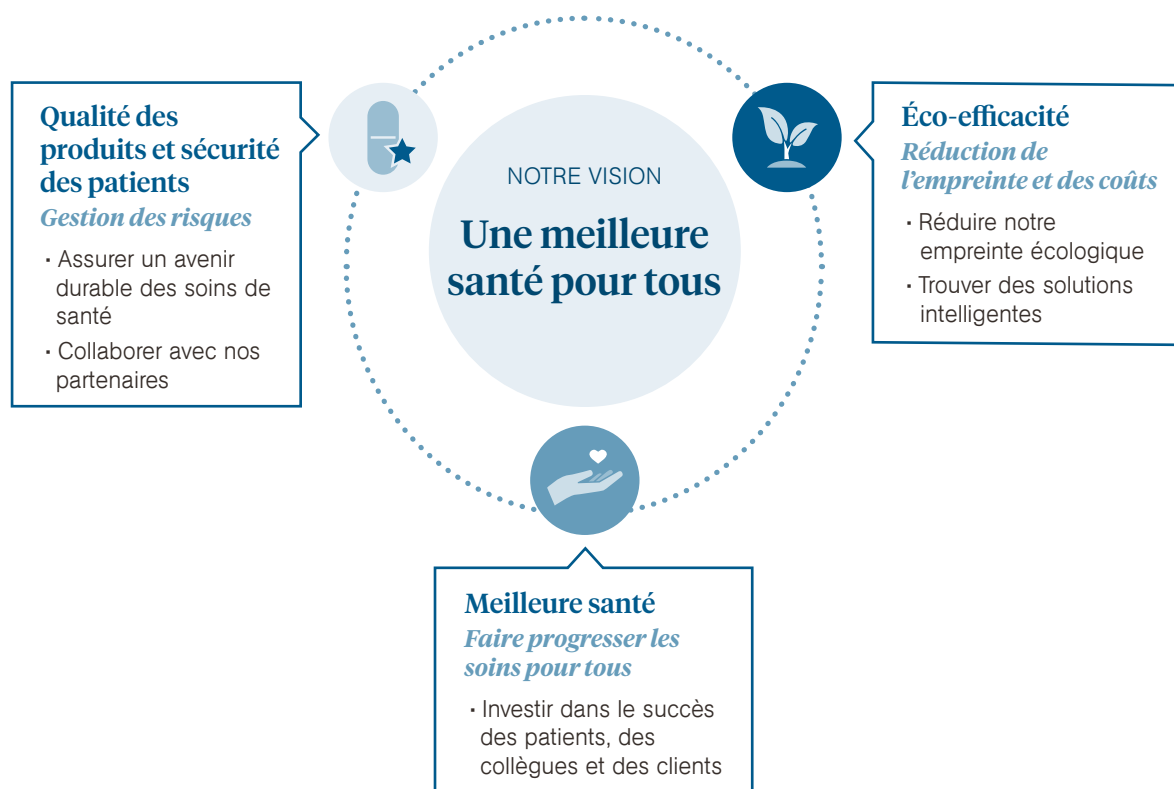 NOTRE VISION
Une meilleure
santé pour tous
Qualité des
produits et sécurité
des patients
Gestion des risques
· Assurer un avenir
durable des soins de
santé
· Collaborer avec nos
partenaires
Éco-efficacité
Réduction de
l’empreinte et des coûts
· Réduire notre
empreinte écologique
· Trouver des solutions
intelligentes
Meilleure santé
Faire progresser les
soins pour tous
· Investir dans le succès
des patients, des
collègues et des clients